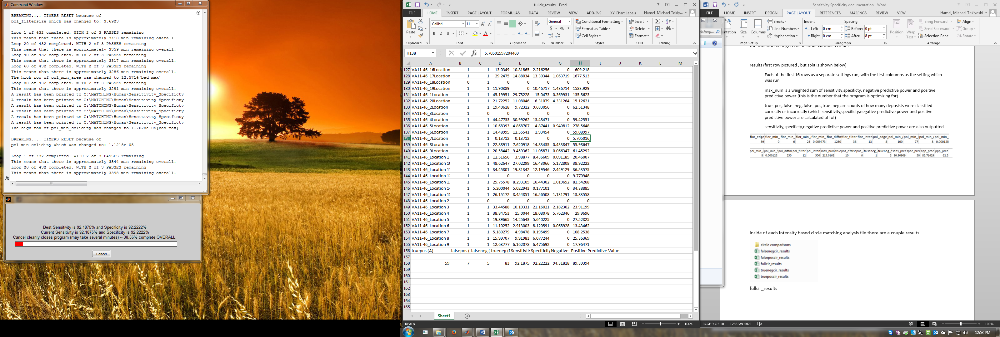 Command Window
BREAKING.... TIMERS RESET because of
pol_filtersize which was changed to: 3.6923
Loop 1 of 432 completed. WITH 2 of 3 PASSES remaining
This means that there is approximately 3410 min remaining overall.
Loop 20 of 432 completed. WITH 2 of 3 PASSES remaining
This means that there is approximately 3359 min remaining overall.
Loop 40 of 432 completed. WITH 2 of 3 PASSES remaining
This means that there is approximately 3317 min remaining overall.
Loop 60 of 432 completed. WITH 2 of 3 PASSES remaining
This means that there is approximately 3286 min remaining overall.
The high row of pol_min_area was changed to 12.5714[bad max]
Loop 80 of 432 completed. WITH 2 of 3 PASSES remaining
This means that there is approximately 3291 min remaining overall.
A result has been printed to C:\MATCHING\Human\Sensitivity_Specificty
A result has been printed to C:\MATCHING\Human\Sensitivity_Specificty
A result has been printed to C:\MATCHING\Human\Sensitivity_Specificty
A result has been printed to C:\MATCHING\Human\Sensitivity_Specificty
A result has been printed to C:\MATCHING\Human\Sensitivity_Specificty
A result has been printed to C:\MATCHING\Human\Sensitivity_Specificty
The high row of pol_min_solidity was changed to 1.7628e-05[bad max]
BREAKING.... TIMERS RESET because of
pol_min_solidity which was changed to: 1.1218e-05
Loop 1 of 432 completed. WITH 2 of 3 PASSES remaining
This means that there is approximately 3544 min remaining overall.
Loop 20 of 432 completed. WITH 2 of 3 PASSES remaining
This means that there is approximately 3398 min remaining overall.
fx
Best Sensitivity is 92.1875% and Specificity is 92.2222%
Current Sensitivity is 92.1875% and Specificity is 92.2222%
Cancel cleanly closes program (may take several minutes) -- 38.56% complete OVERALL.
Cancel
fullcir_results - Excel
FILE HOME INSERT PAGE LAYOUT FORMULAS DATA REVIEW VIEW ADD-INS XY Chart Labels Hamel, Michael Tokiy...
Paste Calibri 11 General Conditional Formatting Insert
B I U $ % Format as Table Delete
Cell Styles Format
Clipboard Font Alignment Number Styles Cells Editing
H138 fx 5.70501597204469
A B C D E F G H I J K L M
127 VA11-46_16Location 1 1 13.0349 10.81865 2.216256 0 609.218
128 VA11-46_17Location 1 1 29.2475 14.88034 13.30344 1.063719 1677.513
129 VA11-46_18Location 0 1 0 0 0 0 0
130 VA11-46_19Location 1 1 11.90389 0 10.46717 1.436714 1583.929
131 VA11-46_1Location 1 1 45.19951 29.78228 15.0473 0.369931 135.8623
132 VA11-46_20Location 1 1 21.72252 11.08046 6.31079 4.331264 15.12621
133 VA11-46_2Location 1 1 19.40618 9.72312 9.683056 0 62.51348
134 VA11-46_3Location 1 0 0 0 0 0 0
135 VA11-46_4Location 1 1 44.47733 30.99262 13.48471 0 59.42551
136 VA11-46_5Location 1 1 10.68393 4.868707 4.87441 0.940812 278.5648
137 VA11-46_6Location 1 1 14.48995 12.55541 1.93454 0 59.08997
138 VA11-46_7Location 1 1 0.13712 0.13712 0 0 5.705016
139 VA11-46_8Location 1 1 22.88911 7.620918 14.83435 0.433847 55.98647
140 VA11-46_9Location 1 1 20.58442 9.459362 11.05871 0.066347 61.45292
141 VA11-46_Location 1 1 1 12.51656 3.98877 8.436609 0.091185 20.46007
142 VA11-46_Location 10 1 1 48.62647 27.02299 16.43066 5.172808 38.92222
143 VA11-46_Location 11 1 1 34.45801 19.81342 12.19546 2.449129 36.53575
144 VA11-46_Location 12 1 1 0 0 0 0 9.770948
145 VA11-46_Location 13 1 1 25.75578 8.293105 16.44302 1.019652 81.54268
146 VA11-46_Location 14 1 1 5.200044 5.022943 0.177101 0 34.38885
147 VA11-46_Location 15 1 1 26.15172 8.454851 16.56508 1.131791 13.83558
148 VA11-46_Location 2 1 0 0 0 0 0 0
149 VA11-46_Location 3 1 1 33.44588 10.10331 21.16021 2.182362 23.91199
150 VA11-46_Location 4 1 1 38.84753 15.0044 18.08078 5.762346 29.9696
151 VA11-46_Location 5 1 1 19.89665 14.25643 5.640225 0 27.52825
152 VA11-46_Location 6 1 1 11.10252 2.913003 8.120591 0.068928 13.43462
153 VA11-46_Location 7 1 1 5.180279 4.98478 0.195499 0 108.2538
154 VA11-46_Location 8 1 1 15.99707 9.91983 6.077244 0 25.36369
155 VA11-46_Location 9 1 1 12.63777 6.162078 6.475692 0 17.96471
156 truepos (A) falsepos ( falseneg ( trueneg (D Sensitivity Specificity Negative Positive Predictive Value
157
158 59 7 5 83 92.1875 92.22222 94.31818 89.39394
159
160
161
162
163
164
165
Sheet1
READY 100%
Sensitivity Specificity documentation - Word
FILE HOME INSERT DESIGN PAGE LAYOUT REFERENCES MAILINGS REVIEW VIEW Hamel, Michael Tokiyoshi
atching...
ntation Size Columns Breaks Line Numbers Hyphenation
Indent Left: 0 cm Right: 0 cm
Spacing Before: 0 pt After: 8 pt
Position Wrap Text Bring Forward Send Backward Selection Pane Align Group Rotate
Page Setup Paragraph Arrange
the function changed these intial variables to be:
------
results (first row pictured , but split is shown below)
Each of the first 16 rows as a separate settings run, with the first coloumns as the setting which
was run
max_num is a weighted sum of sensitivity,specificty, negative predictive power and positive
predictive power.(this is the number that the program is optimizing for)
true_pos, false_neg, false_pos,true_neg are counts of how many deposists were classified
correctly or incorrectly (which sensitivity,specificty,negative predictive power and positive
predictive power are calculated off of)
sensitivity,specificty,negative predictive power and positive predictive power are also outputted
flor_edge flor_min_ flor_min_ flor_min_ flor_min_ flor_diffm flor_filter flor_inten pol_edge_ pol_min_ pol_min_ pol_min_ pol_min_
89 0 6 23 0.009473 1250 38 13 8 100 77 8 0.000125
pol_min_ pol_min_ pol_diffm pol_filter pol_inten max_num truepos_ falsepos_ falseneg_ trueneg_ sens_prec spec_prec npp_prec ppp_prec
8 0.000125 250 12 500 215.0162 10 6 1 6 90.90909 50 85.71429 62.5
Inside of each Intensity based circle matching analysis file there are a couple results:
circle comparisons
falsenegcir_results
falseposcir_results
fullcir_results
truenegcir_results
trueposcir_results
fullcir_results
PAGE 9 OF 10 1266 WORDS 100%
12:53 PM